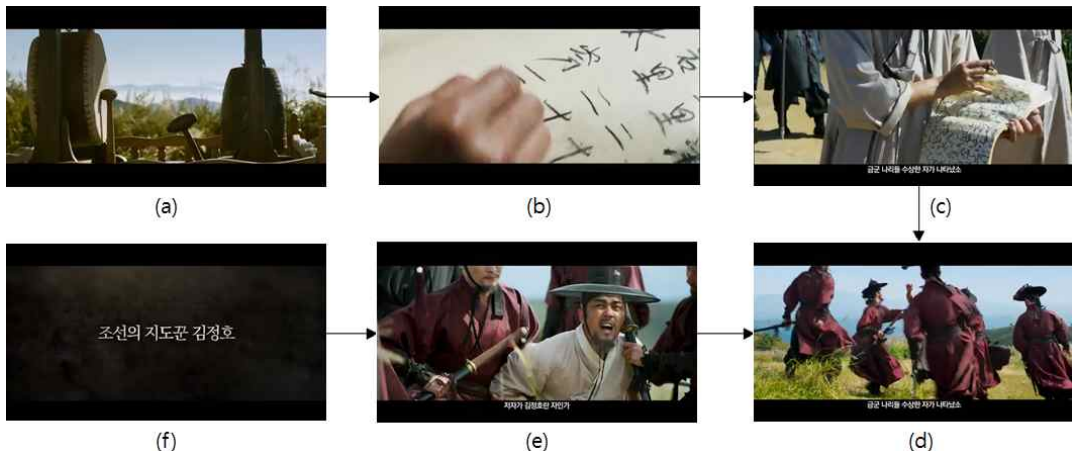 금군 나리들 수상한 자가 나타났소
(a)
(b)
(c)
조선의 지도꾼 김정호
저자가 김정호란 자인가
금군 나리들 수상한 자가 나타났소
(f)
(e)
(d)